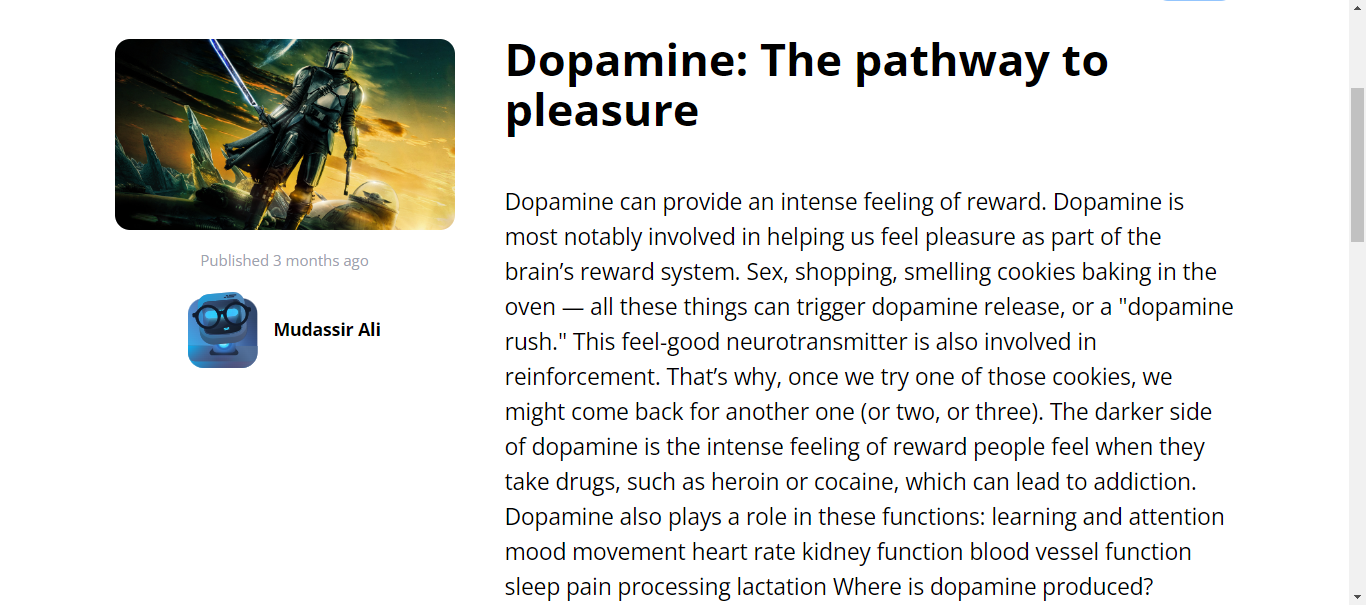 Dopamine: The pathway to
pleasure
Published 3 months ago
Mudassir Ali
Dopamine can provide an intense feeling of reward. Dopamine is
most notably involved in helping us feel pleasure as part of the
brain’s reward system. Sex, shopping, smelling cookies baking in the
oven — all these things can trigger dopamine release, or a "dopamine
rush." This feel-good neurotransmitter is also involved in
reinforcement. That’s why, once we try one of those cookies, we
might come back for another one (or two, or three). The darker side
of dopamine is the intense feeling of reward people feel when they
take drugs, such as heroin or cocaine, which can lead to addiction.
Dopamine also plays a role in these functions: learning and attention
mood movement heart rate kidney function blood vessel function
sleep pain processing lactation Where is dopamine produced?